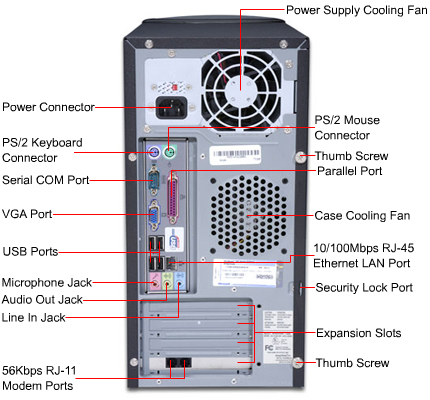 Power Supply Cooling Fan
Power Connector
PS/2 Mouse
Connector
PS/2 Keyboard
Connector
Thumb Screw
Parallel Port
Serial COM Port
VGA Port
Case Cooling Fan
USB Ports
10/100Mbps RJ-45
Ethernet LAN Port
Microphone Jack
Security Lock Port
Audio Out Jack
Line In Jack
Expansion Slots
56Kbps RJ-11
Modem Ports
Thumb Screw
FC